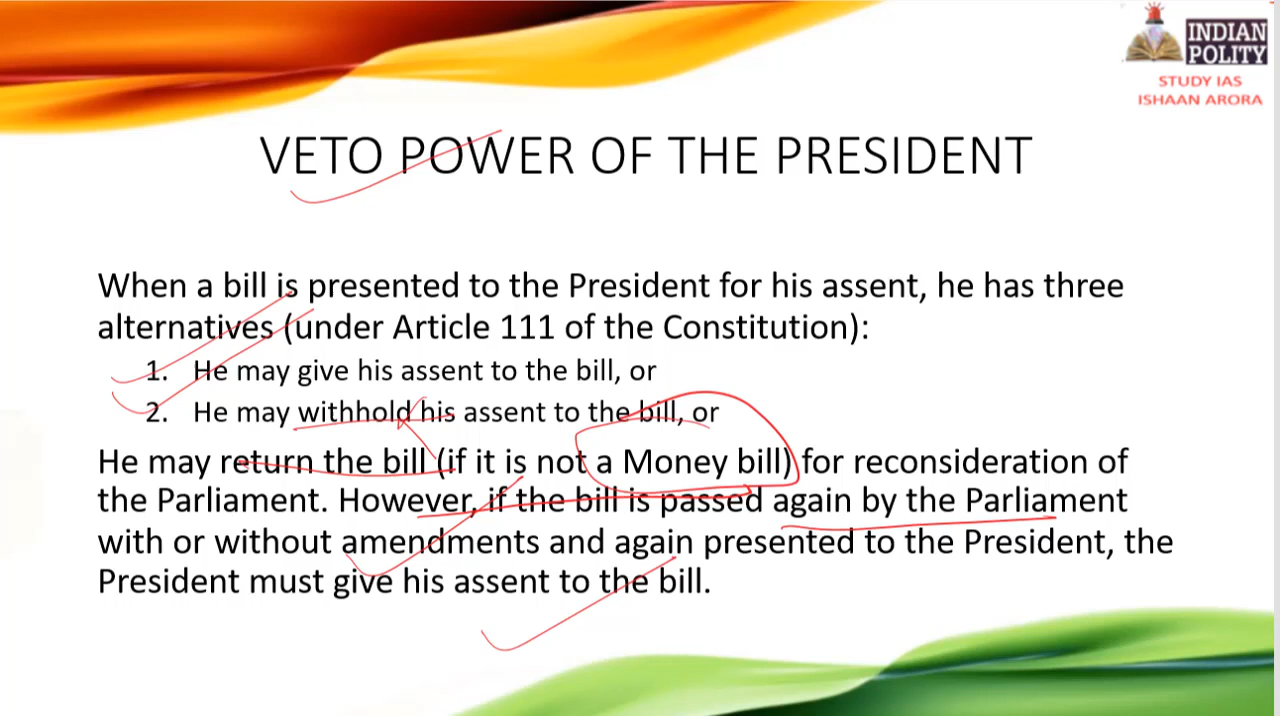 INDIAN
POLITY
STUDY IAS
ISHAAN ARORA
VETO POWER OF THE PRESIDENT
When a bill is presented to the President for his assent, he has three
alternatives (under Article 111 of the Constitution):
1. He may give his assent to the bill, or
2. He may withhold his assent to the bill, or
He may return the bill (if it is not a Money bill) for reconsideration of
the Parliament. However, if the bill is passed again by the Parliament
with or without amendments and again presented to the President, the
President must give his assent to the bill.